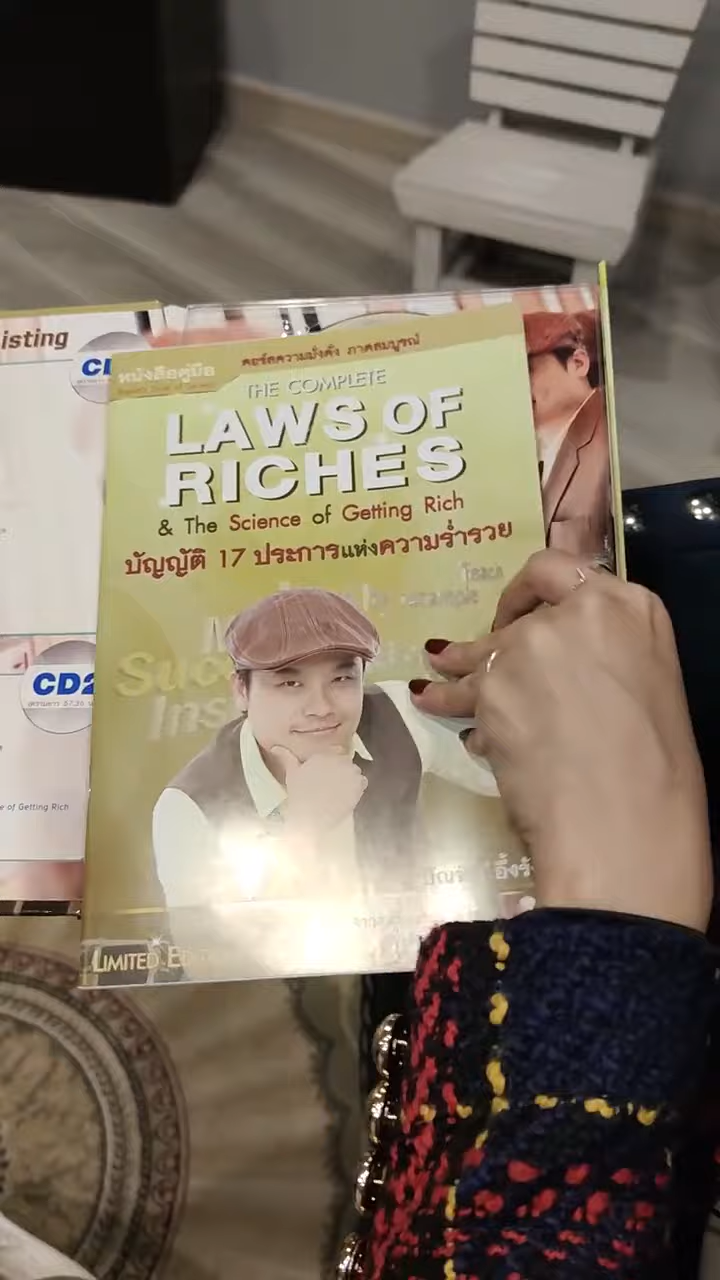 isting
CD
หนังสือคู่มือ
คอร์สความมั่งคั่ง ภาคสมบูรณ์
THE COMPLETE
LAWS OF
RICHES
& The Science of Getting Rich
บัญญัติ 17 ประการแห่งความร่ำรวย
Suc
Ins
CD2
e of Getting Rich
LIMITED EDIT